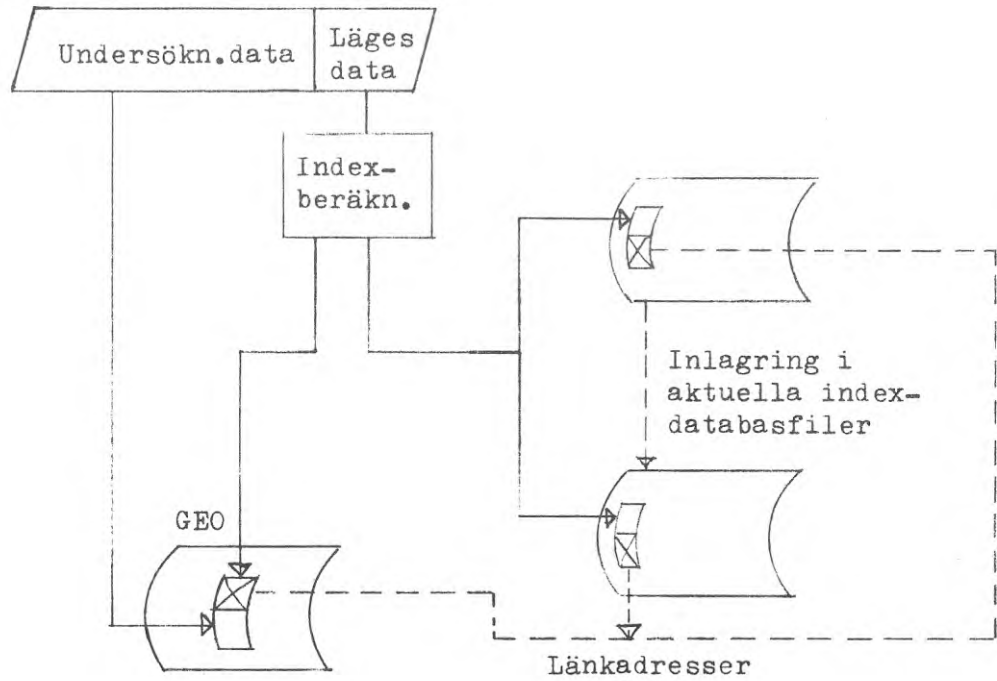 Undersökn.data
Läges
data
Index-
beräkn.
Inlagring i
aktuella index-
databasfiler
GEO
Länkadresser